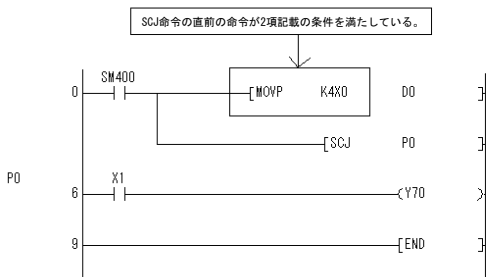 SCJ命令の直前の命令が2項記載の条件を満たしている。
SM400
0 [MOVP K4X0 D0 ]
[SCJ P0 ]
P0
X1
6 (Y70 )
9 [END ]